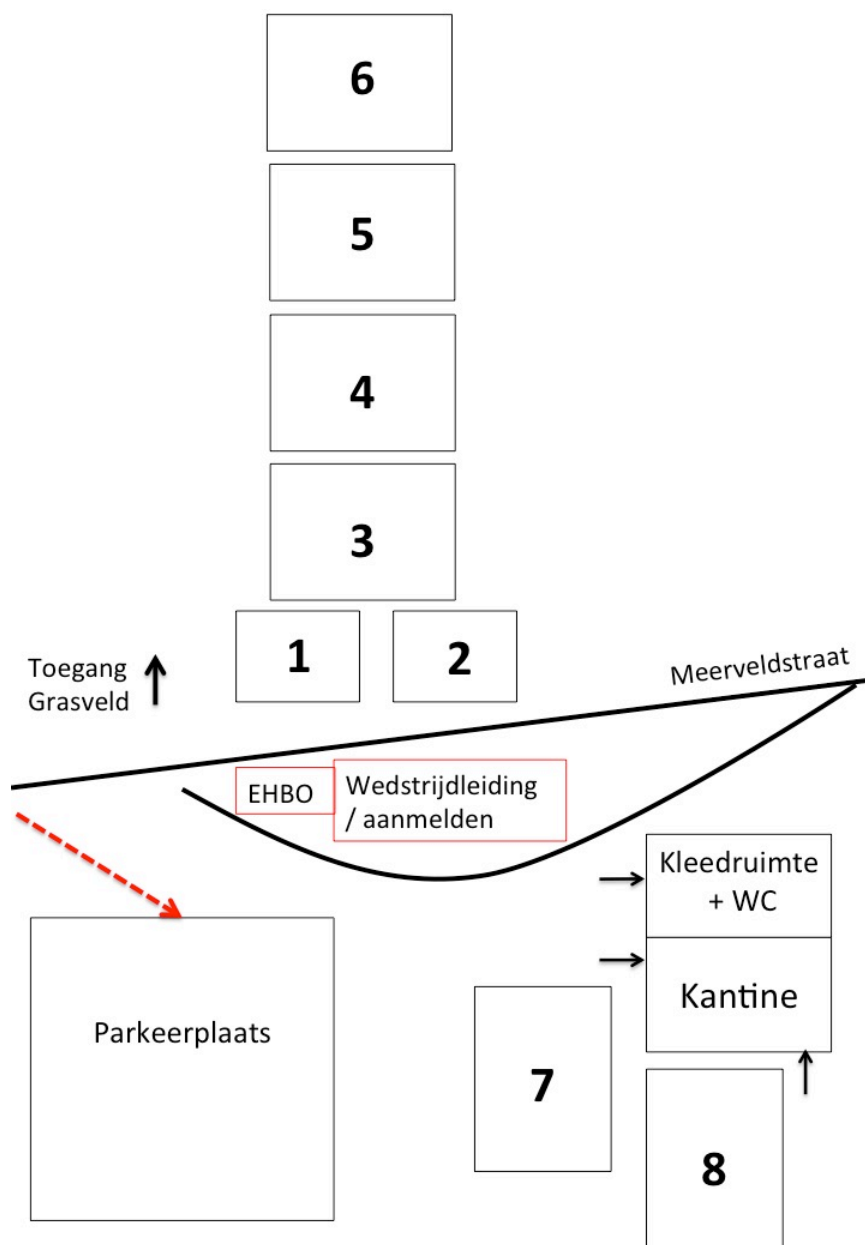 6
5
4
3
1
2
Toegang
Grasveld
Meerveldstraat
EHBO
Wedstrijdleiding
/ aanmelden
Kleedruimte
+ WC
Kantine
Parkeerplaats
7
8